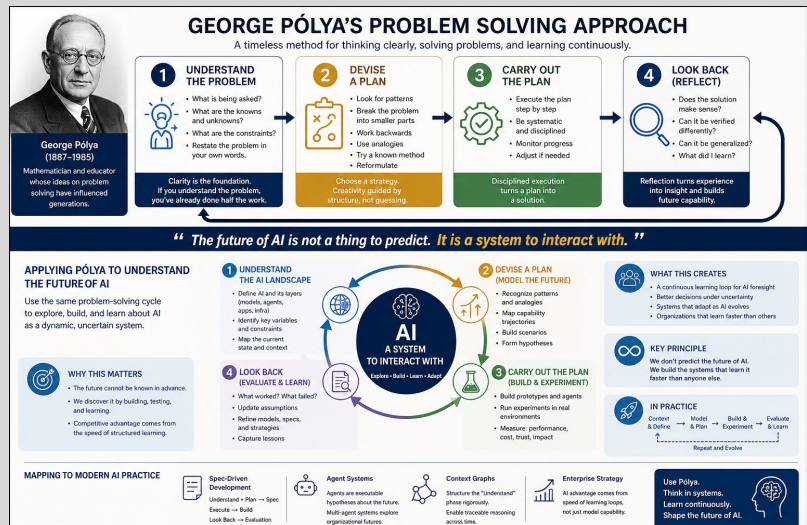 GEORGE PÓLYA'S PROBLEM SOLVING APPROACH
A timeless method for thinking clearly, solving problems, and learning continuously.
George Pólya
(1887–1985)
Mathematician and educator
whose ideas on problem
solving have influenced
generations.
1 UNDERSTAND
THE PROBLEM
• What is being asked?
• What are the knowns
and unknowns?
• What are the constraints?
• Restate the problem in
your own words.
Clarity is the foundation.
If you understand the problem,
you've already done half the work.
2 DEVISE
A PLAN
• Look for patterns
• Break the problem
into smaller parts
• Work backwards
• Use analogies
• Try a known method
• Reformulate
Choose a strategy.
Creativity guided by
structure, not guessing.
3 CARRY OUT
THE PLAN
• Execute the plan
step by step
• Be systematic
and disciplined
• Monitor progress
• Adjust if needed
Disciplined execution
turns a plan into
a solution.
4 LOOK BACK
(REFLECT)
• Does the solution
make sense?
• Can it be verified
differently?
• Can it be generalized?
• What did I learn?
Reflection turns experience
into insight and builds
future capability.
“ The future of AI is not a thing to predict. It is a system to interact with. ”
APPLYING PÓLYA TO UNDERSTAND
THE FUTURE OF AI
Use the same problem-solving cycle
to explore, build, and learn about AI
as a dynamic, uncertain system.
WHY THIS MATTERS
• The future cannot be known in advance.
• We discover it by building, testing,
and learning.
• Competitive advantage comes from
the speed of structured learning.
1 UNDERSTAND
THE AI LANDSCAPE
• Define AI and its layers
(models, agents,
apps, infra)
• Identify key variables
and constraints
• Map the current
state and context
2 DEVISE A PLAN
(MODEL THE FUTURE)
• Recognize patterns
and analogies
• Map capability
trajectories
• Build scenarios
• Form hypotheses
AI
A SYSTEM
TO INTERACT WITH
Explore • Build • Learn • Adapt
4 LOOK BACK
(EVALUATE & LEARN)
• What worked? What failed?
• Update assumptions
• Refine models, specs,
and strategies
• Capture lessons
3 CARRY OUT THE PLAN
(BUILD & EXPERIMENT)
• Build prototypes and agents
• Run experiments in real
environments
• Measure: performance,
cost, trust, impact
WHAT THIS CREATES
• A continuous learning loop for AI foresight
• Better decisions under uncertainty
• Systems that adapt as AI evolves
• Organizations that learn faster than others
KEY PRINCIPLE
We don't predict the future of AI.
We build the systems that learn it
faster than anyone else.
IN PRACTICE
Context & Define → Model & Plan → Build & Experiment → Evaluate & Learn
Repeat and Evolve
MAPPING TO MODERN AI PRACTICE
Spec-Driven
Development
Understand + Plan → Spec
Execute → Build
Look Back → Evaluation
Agent Systems
Agents are executable
hypotheses about the future.
Multi-agent systems explore
organizational futures.
Context Graphs
Structure the "Understand"
phase rigorously.
Enable traceable reasoning
across time.
Enterprise Strategy
AI advantage comes from
speed of learning loops,
not just model capability.
Use Pólya.
Think in systems.
Learn continuously.
Shape the future of AI.